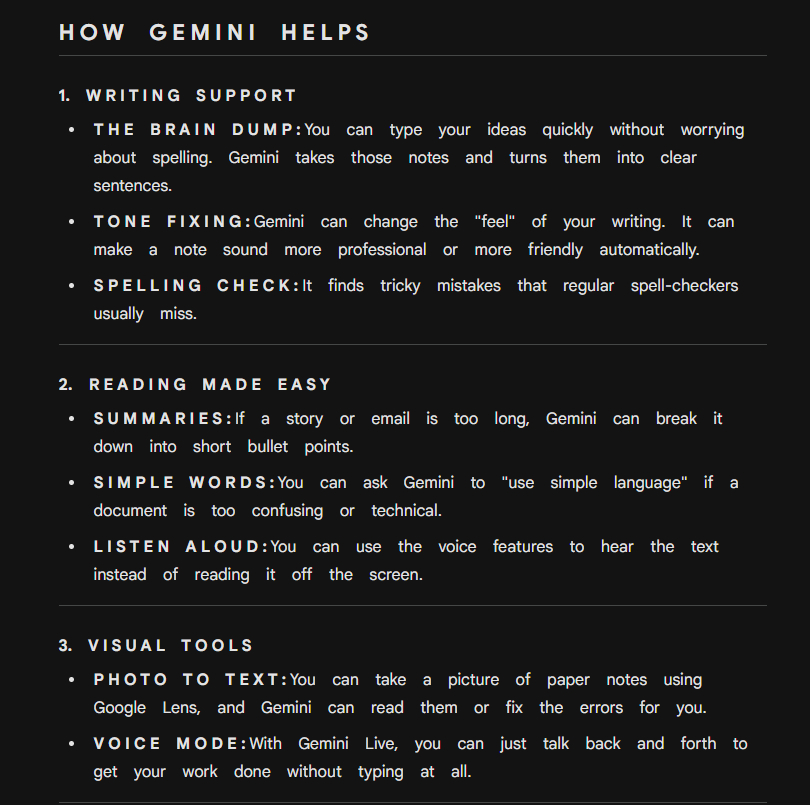 HOW GEMINI HELPS
1. WRITING SUPPORT
• THE BRAIN DUMP:You can type your ideas quickly without worrying
about spelling. Gemini takes those notes and turns them into clear
sentences.
• TONE FIXING:Gemini can change the "feel" of your writing. It can
make a note sound more professional or more friendly automatically.
• SPELLING CHECK:It finds tricky mistakes that regular spell-checkers
usually miss.
2. READING MADE EASY
• SUMMARIES:If a story or email is too long, Gemini can break it
down into short bullet points.
• SIMPLE WORDS:You can ask Gemini to "use simple language" if a
document is too confusing or technical.
• LISTEN ALOUD:You can use the voice features to hear the text
instead of reading it off the screen.
3. VISUAL TOOLS
• PHOTO TO TEXT:You can take a picture of paper notes using
Google Lens, and Gemini can read them or fix the errors for you.
• VOICE MODE:With Gemini Live, you can just talk back and forth to
get your work done without typing at all.